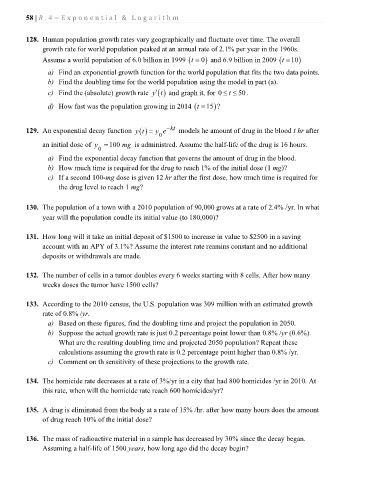 58 | R . 4 – E x p o n e n t i a l & L o g a r i t h m
128. Human population growth rates vary geographically and fluctuate over time. The overall
growth rate for world population peaked at an annual rate of 2.1% per year in the 1960s.
Assume a world population of 6.0 billion in 1999 (t = 0) and 6.9 billion in 2009 (t = 10)
a) Find an exponential growth function for the world population that fits the two data points.
b) Find the doubling time for the world population using the model in part (a).
c) Find the (absolute) growth rate y'(t) and graph it, for 0 ≤ t ≤ 50.
d) How fast was the population growing in 2014 (t = 15)?
129. An exponential decay function y(t) = y₀e^(−kt) models he amount of drug in the blood t hr after
an initial dose of y₀ = 100 mg is administred. Assume the half-life of the drug is 16 hours.
a) Find the exponential decay function that governs the amount of drug in the blood.
b) How much time is required for the drug to reach 1% of the initial dose (1 mg)?
c) If a second 100-mg dose is given 12 hr after the first dose, how much time is required for
the drug level to reach 1 mg?
130. The population of a town with a 2010 population of 90,000 grows at a rate of 2.4% /yr. In what
year will the population coudle its initial value (to 180,000)?
131. How long will it take an initial deposit of $1500 to increase in value to $2500 in a saving
account with an APY of 3.1%? Assume the interest rate reamins constant and no additional
deposits or withdrawals are made.
132. The number of cells in a tumor doubles every 6 weeks starting with 8 cells. After how many
weeks doses the tumor have 1500 cells?
133. According to the 2010 census, the U.S. population was 309 million with an estimated growth
rate of 0.8% /yr.
a) Based on these figures, find the doubling time and project the population in 2050.
b) Suppose the actual growth rate is just 0.2 percentage point lower than 0.8% /yr (0.6%).
What are the resulting doubling time and projected 2050 population? Repeat these
calculations assuming the growth rate is 0.2 percentage point higher than 0.8% /yr.
c) Comment on th sensitivity of these projections to the growth rate.
134. The homicide rate decreases at a rate of 3%/yr in a city that had 800 homicides /yr in 2010. At
this rate, when will the homicide rate reach 600 homicides/yr?
135. A drug is eliminated from the body at a rate of 15% /hr. after how many hours does the amount
of drug reach 10% of the initial dose?
136. The mass of radioactive material in a sample has decreased by 30% since the decay began.
Assuming a half-life of 1500 years, how long ago did the decay begin?